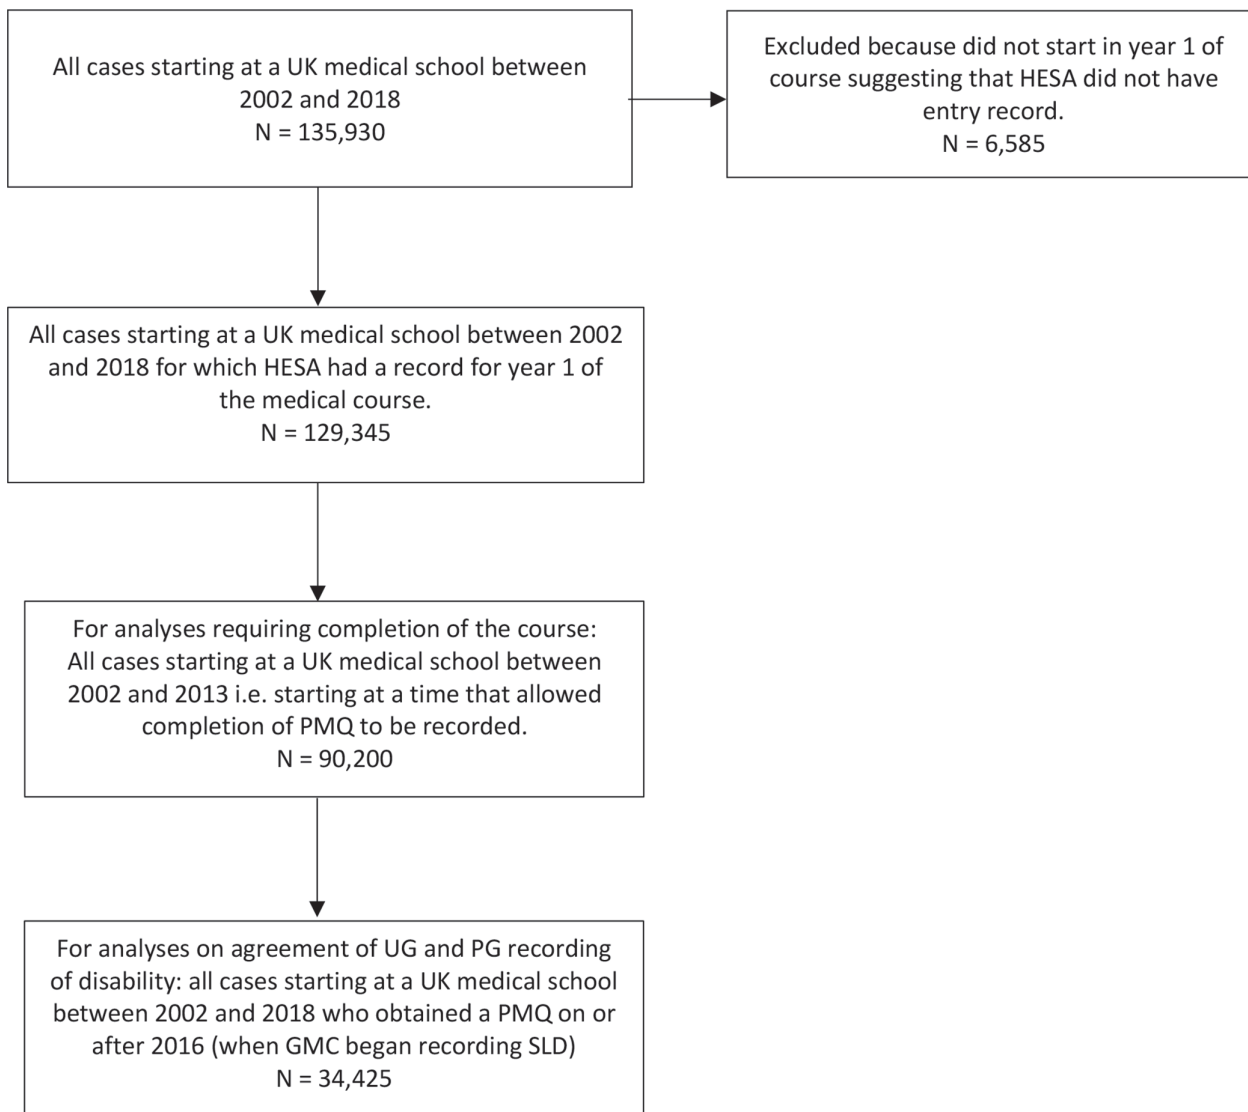 All cases starting at a UK medical school between
2002 and 2018
N = 135,930
Excluded because did not start in year 1 of
course suggesting that HESA did not have
entry record.
N = 6,585
All cases starting at a UK medical school between 2002
and 2018 for which HESA had a record for year 1 of
the medical course.
N = 129,345
For analyses requiring completion of the course:
All cases starting at a UK medical school between
2002 and 2013 i.e. starting at a time that allowed
completion of PMQ to be recorded.
N = 90,200
For analyses on agreement of UG and PG recording
of disability: all cases starting at a UK medical school
between 2002 and 2018 who obtained a PMQ on or
after 2016 (when GMC began recording SLD)
N = 34,425